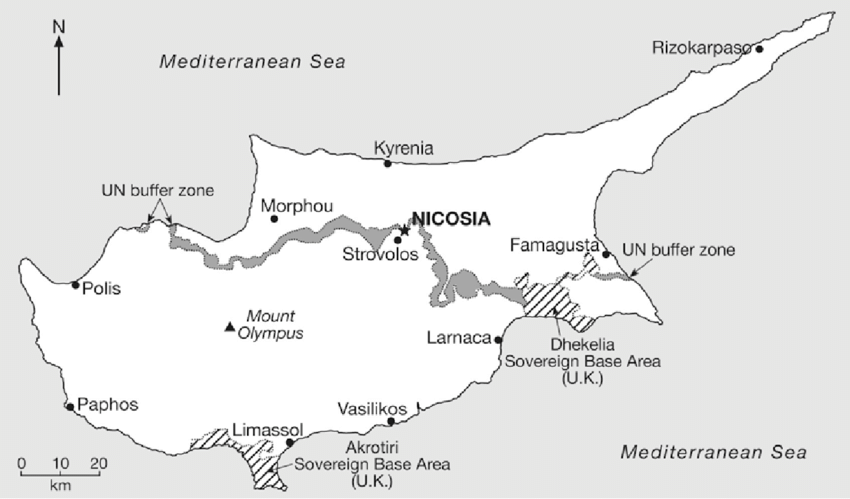 N
Mediterranean Sea
Rizokarpaso
Kyrenia
UN buffer zone
Morphou
NICOSIA
Strovolos
Famagusta
UN buffer zone
Polis
Mount
Olympus
Larnaca
Dhekelia
Sovereign Base Area
(U.K.)
Paphos
Vasilikos
Limassol
Akrotiri
Sovereign Base Area
(U.K.)
Mediterranean Sea
0 10 20
km